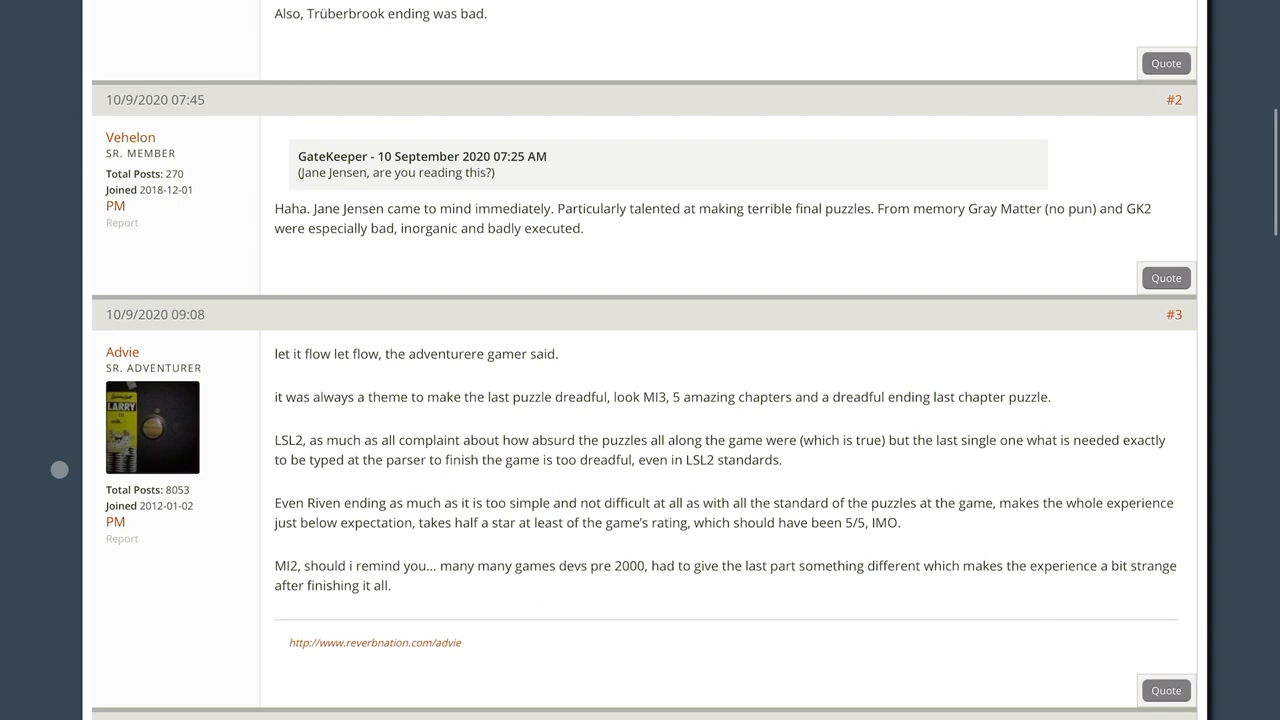 Also, Trüberbrook ending was bad.
Quote
10/9/2020 07:45
#2
Vehelon
SR. MEMBER
Total Posts: 270
Joined 2018-12-01
PM
Report
GateKeeper - 10 September 2020 07:25 AM
(Jane Jensen, are you reading this?)
Haha. Jane Jensen came to mind immediately. Particularly talented at making terrible final puzzles. From memory Gray Matter (no pun) and GK2
were especially bad, inorganic and badly executed.
Quote
10/9/2020 09:08
#3
Advie
SR. ADVENTURER
LARRY
Total Posts: 8053
Joined 2012-01-02
PM
Report
let it flow let flow, the adventurere gamer said.
it was always a theme to make the last puzzle dreadful, look MI3, 5 amazing chapters and a dreadful ending last chapter puzzle.
LSL2, as much as all complaint about how absurd the puzzles all along the game were (which is true) but the last single one what is needed exactly
to be typed at the parser to finish the game is too dreadful, even in LSL2 standards.
Even Riven ending as much as it is too simple and not difficult at all as with all the standard of the puzzles at the game, makes the whole experience
just below expectation, takes half a star at least of the game’s rating, which should have been 5/5, IMO.
MI2, should i remind you... many many games devs pre 2000, had to give the last part something different which makes the experience a bit strange
after finishing it all.
http://www.reverbnation.com/advie
Quote